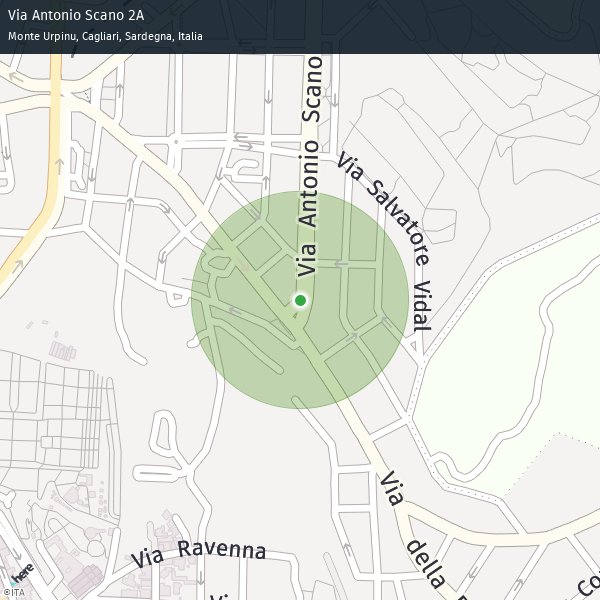 Via Antonio Scano 2A
Monte Urpinu, Cagliari, Sardegna, Italia
Via Antonio Scano
Via Salvatore Vidal
Via della
Via Ravenna
here
©ITA